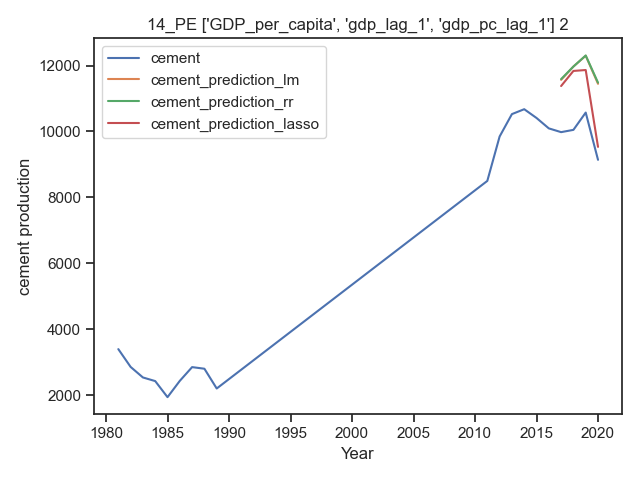 14_PE ['GDP_per_capita', 'gdp_lag_1', 'gdp_pc_lag_1'] 2
cement
cement_prediction_lm
cement_prediction_rr
cement_prediction_lasso
cement production
12000
10000
8000
6000
4000
2000
1980 1985 1990 1995 2000 2005 2010 2015 2020
Year